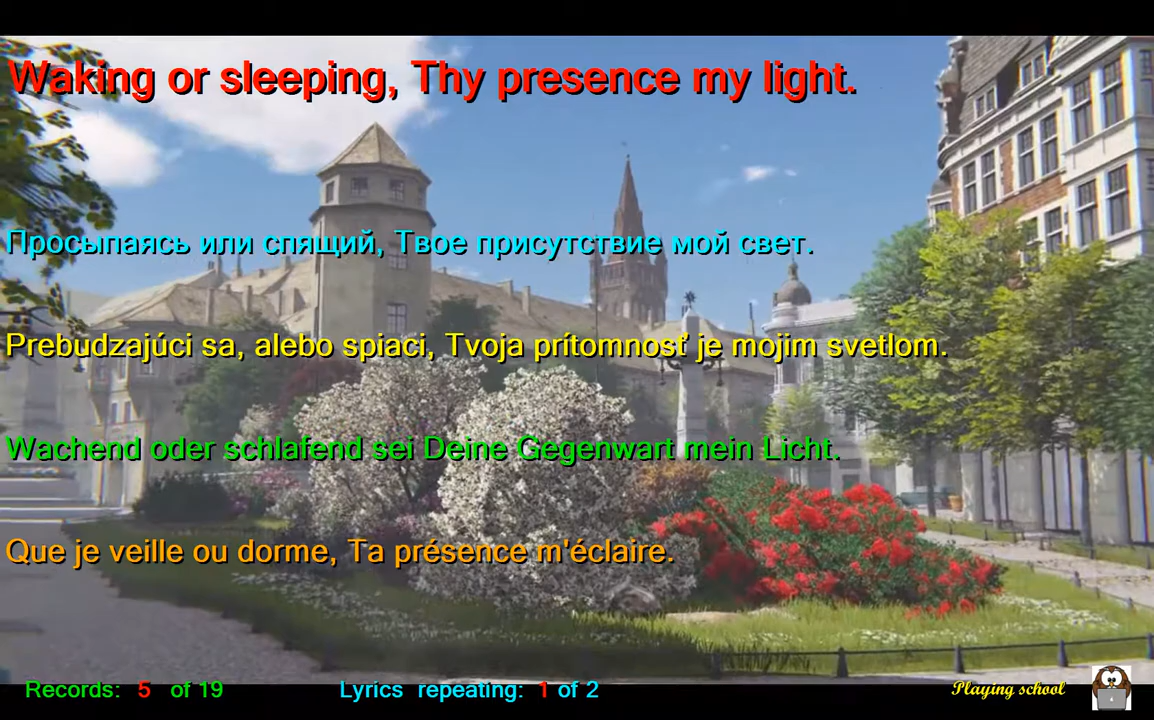 Waking or sleeping, Thy presence my light.
Просыпаясь или спящий, Твое присутствие мой свет.
Prebudzajúci sa, alebo spiaci, Tvoja prítomnosť je mojim svetlom.
Wachend oder schlafend sei Deine Gegenwart mein Licht.
Que je veille ou dorme, Ta présence m'éclaire.
Records: 5 of 19 Lyrics repeating: 1 of 2 Playing school